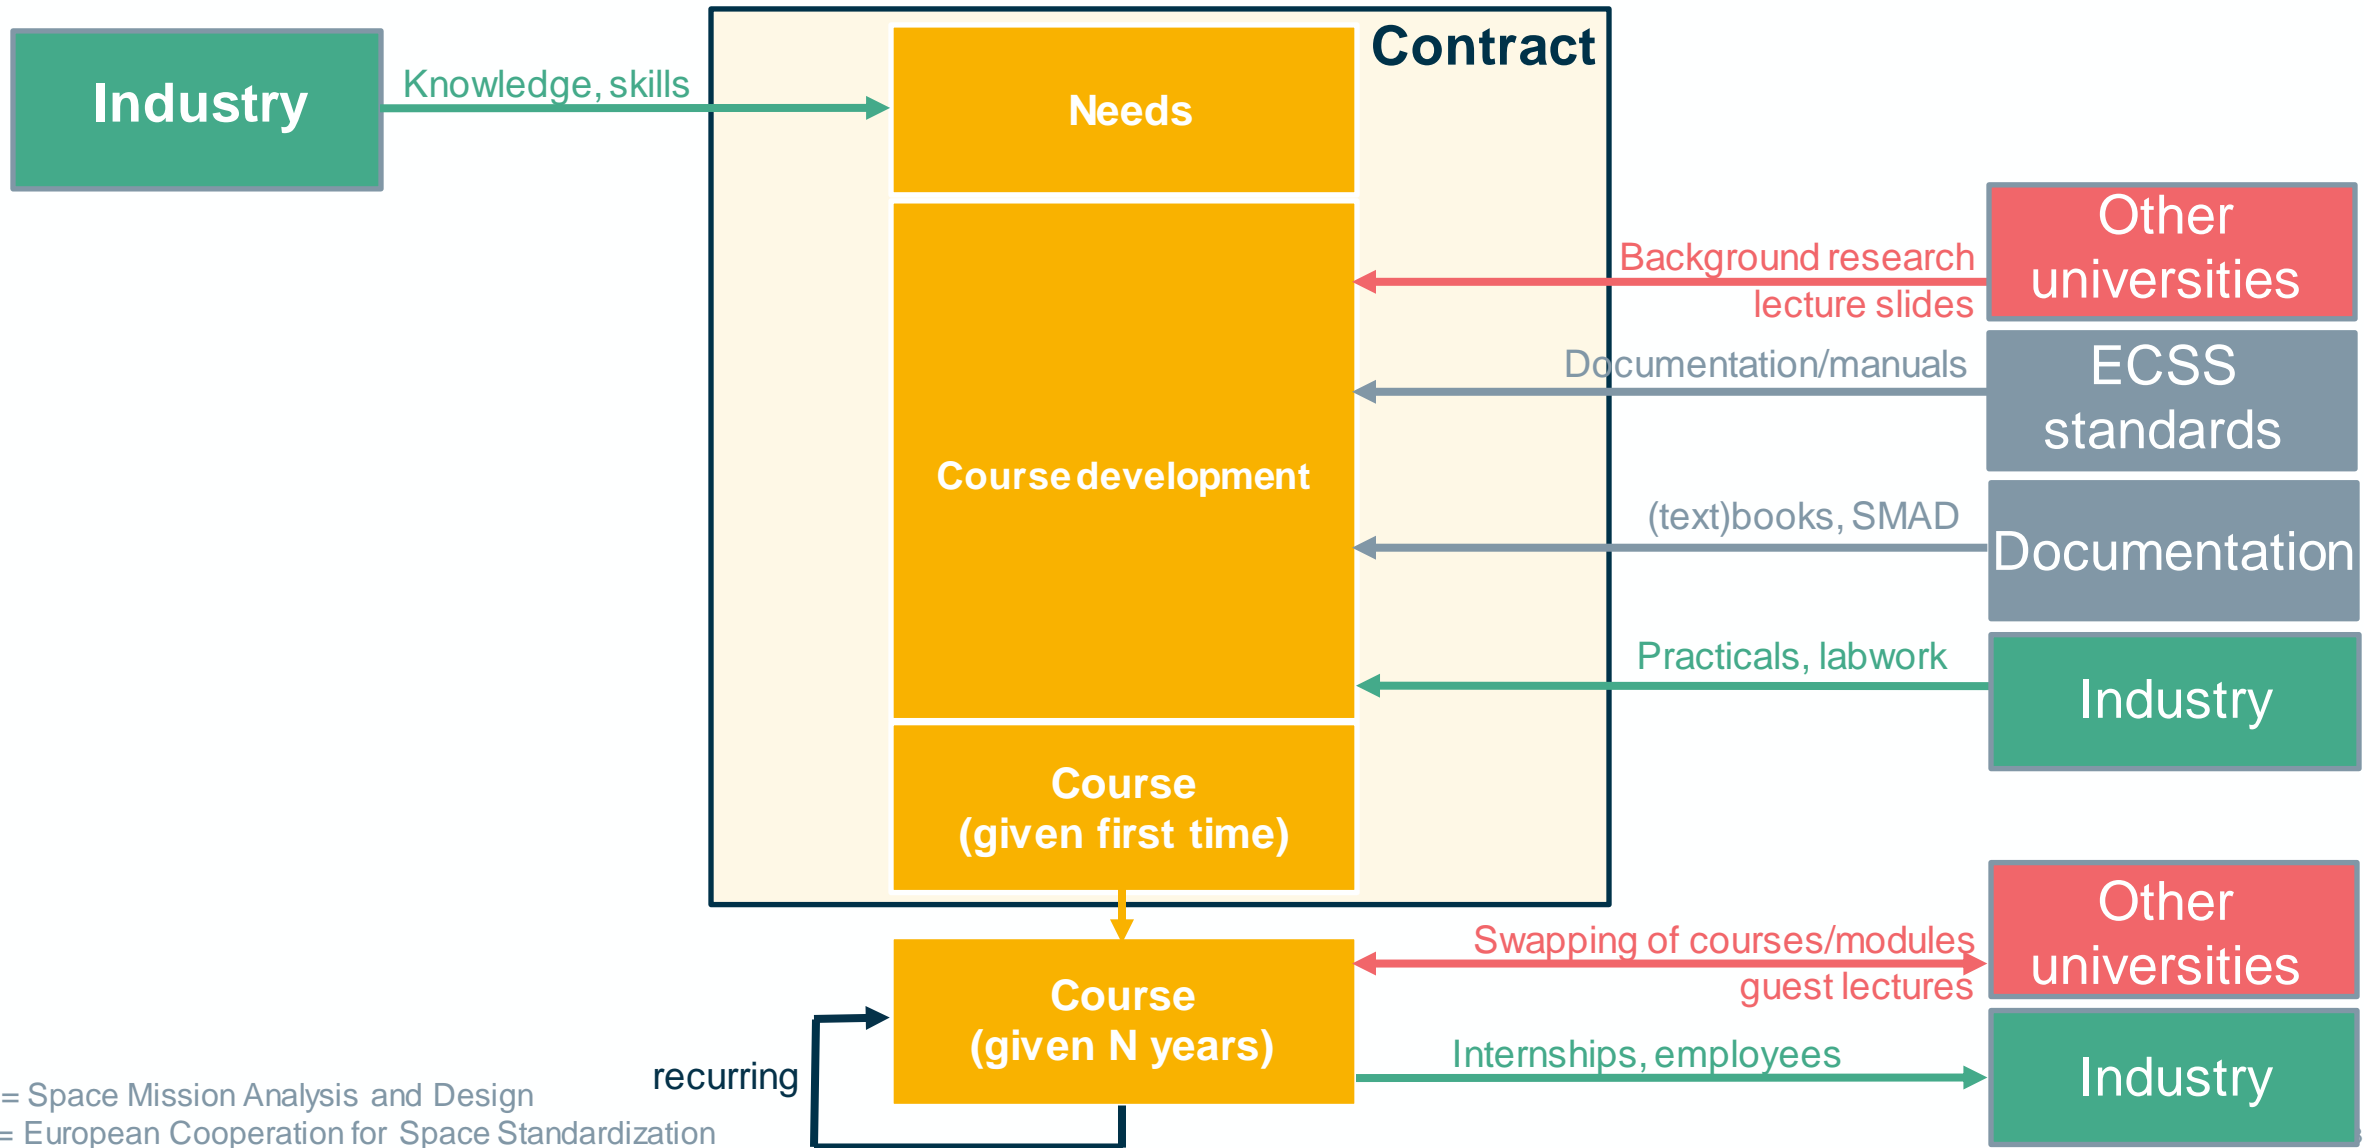 Contract
Industry
Knowledge, skills
Needs
Other
universities
Background research
lecture slides
Documentation/manuals
ECSS
standards
Course development
(text)books, SMAD
Documentation
Practicals, labwork
Industry
Course
(given first time)
Other
universities
Swapping of courses/modules
guest lectures
Course
(given N years)
Internships, employees
Industry
recurring
= Space Mission Analysis and Design
= European Cooperation for Space Standardization